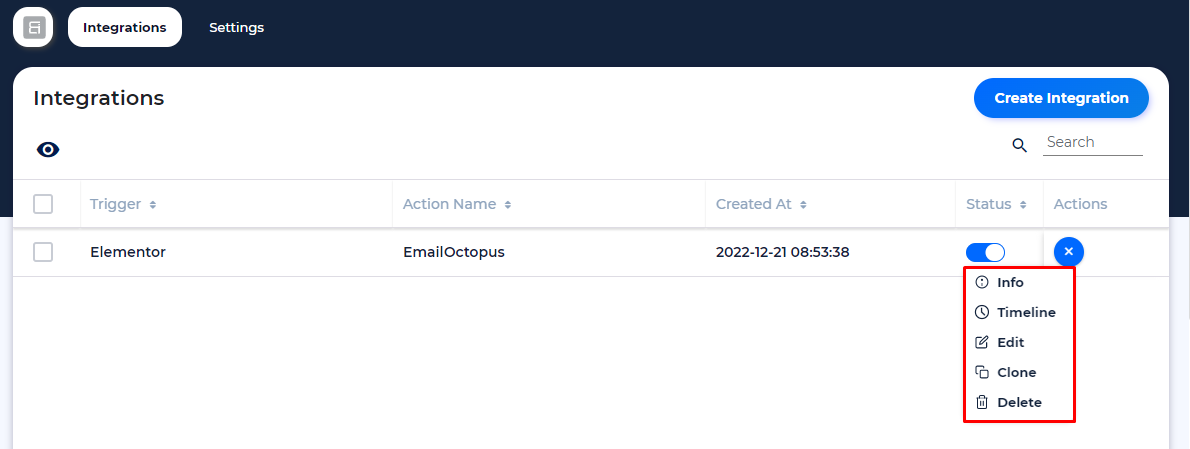 Integrations Settings
Integrations Create Integration
Search
Trigger Action Name Created At Status Actions
Elementor EmailOctopus 2022-12-21 08:53:38
Info
Timeline
Edit
Clone
Delete